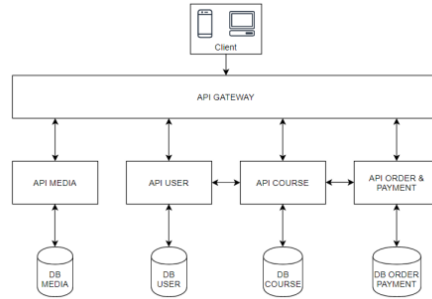 Client
API GATEWAY
API MEDIA
API USER
API COURSE
API ORDER &
PAYMENT
DB
MEDIA
DB
USER
DB
COURSE
DB ORDER
PAYMENT